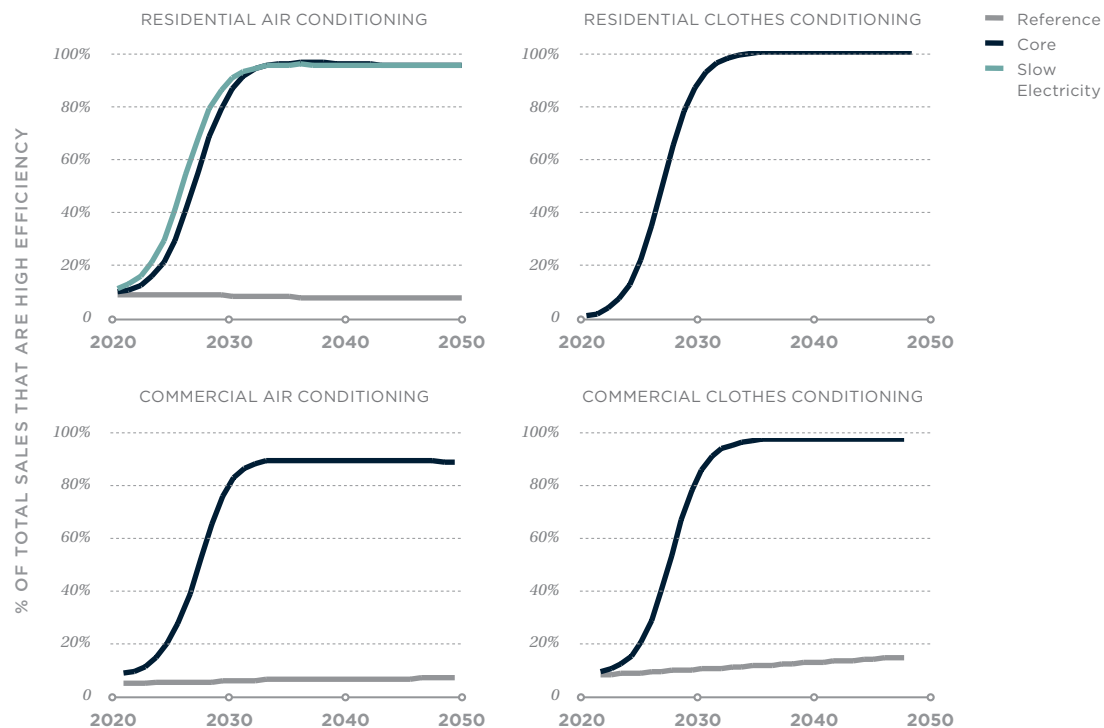 RESIDENTIAL AIR CONDITIONING
RESIDENTIAL CLOTHES CONDITIONING
Reference
Core
Slow
Electricity
% OF TOTAL SALES THAT ARE HIGH EFFICIENCY
100%
80%
60%
40%
20%
0
2020 2030 2040 2050
100%
80%
60%
40%
20%
0
2020 2030 2040 2050
COMMERCIAL AIR CONDITIONING
COMMERCIAL CLOTHES CONDITIONING
100%
80%
60%
40%
20%
0
2020 2030 2040 2050
100%
80%
60%
40%
20%
0
2020 2030 2040 2050